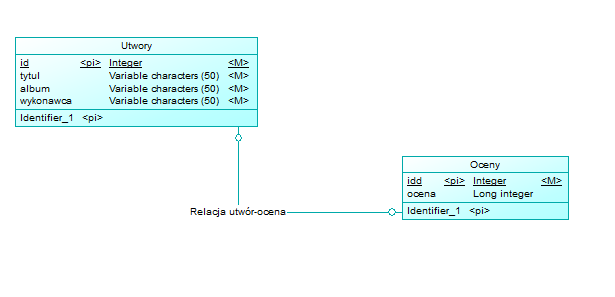 Utwory
id <pi> Integer <M>
tytul Variable characters (50) <M>
album Variable characters (50) <M>
wykonawca Variable characters (50) <M>
Identifier_1 <pi>
Oceny
idd <pi> Integer <M>
ocena Long integer
Identifier_1 <pi>
Relacja utwór-ocena